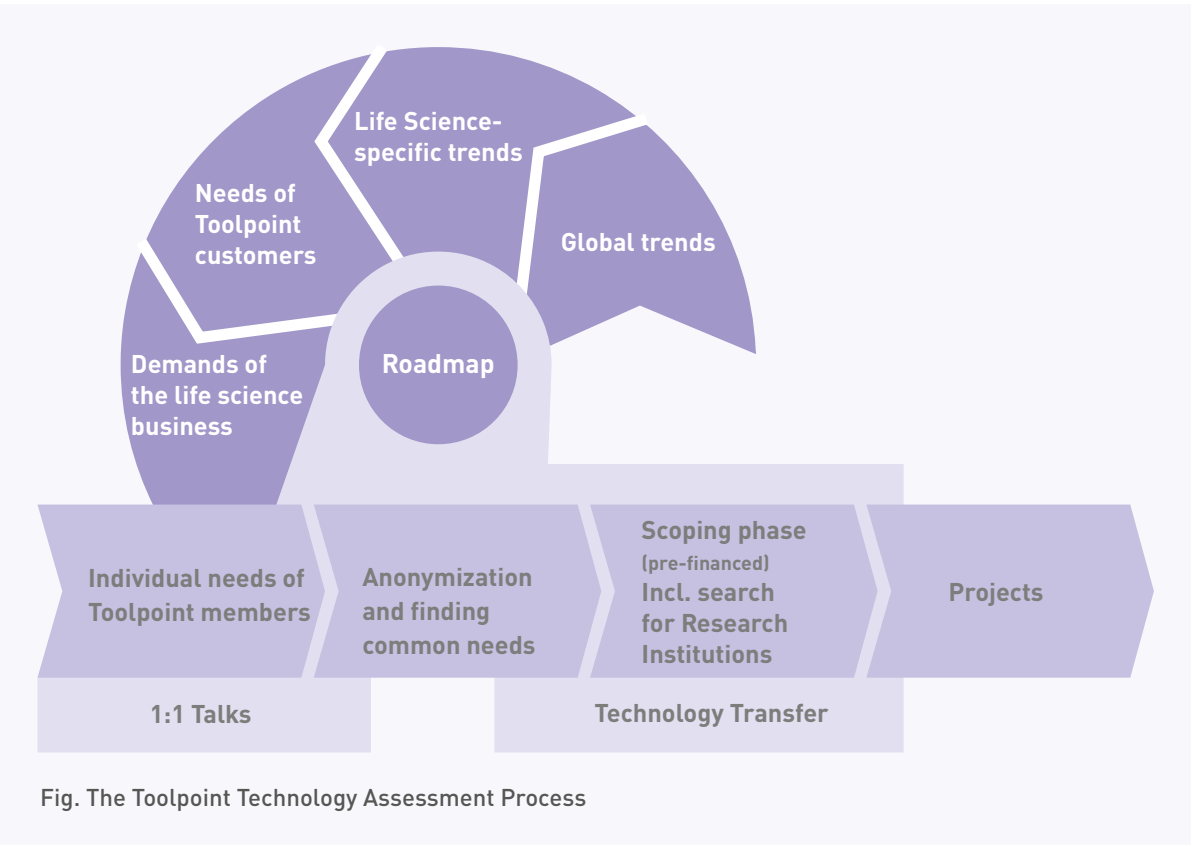 Life Science-
specific trends
Needs of
Toolpoint
customers
Global trends
Demands of
the life science
business
Roadmap
Individual needs of
Toolpoint members
Anonymization
and finding
common needs
Scoping phase
(pre-financed)
Incl. search
for Research
Institutions
Projects
1:1 Talks
Technology Transfer
Fig. The Toolpoint Technology Assessment Process